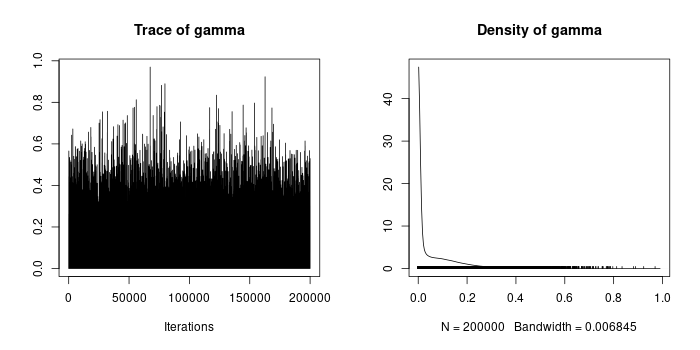 Trace of gamma
1.0
0.8
0.6
0.4
0.2
0.0
0 50000 100000 150000 200000
Iterations
Density of gamma
40
30
20
10
0
0.0 0.2 0.4 0.6 0.8 1.0
N = 200000 Bandwidth = 0.006845